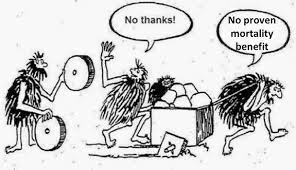 No thanks!
No proven
mortality
benefit